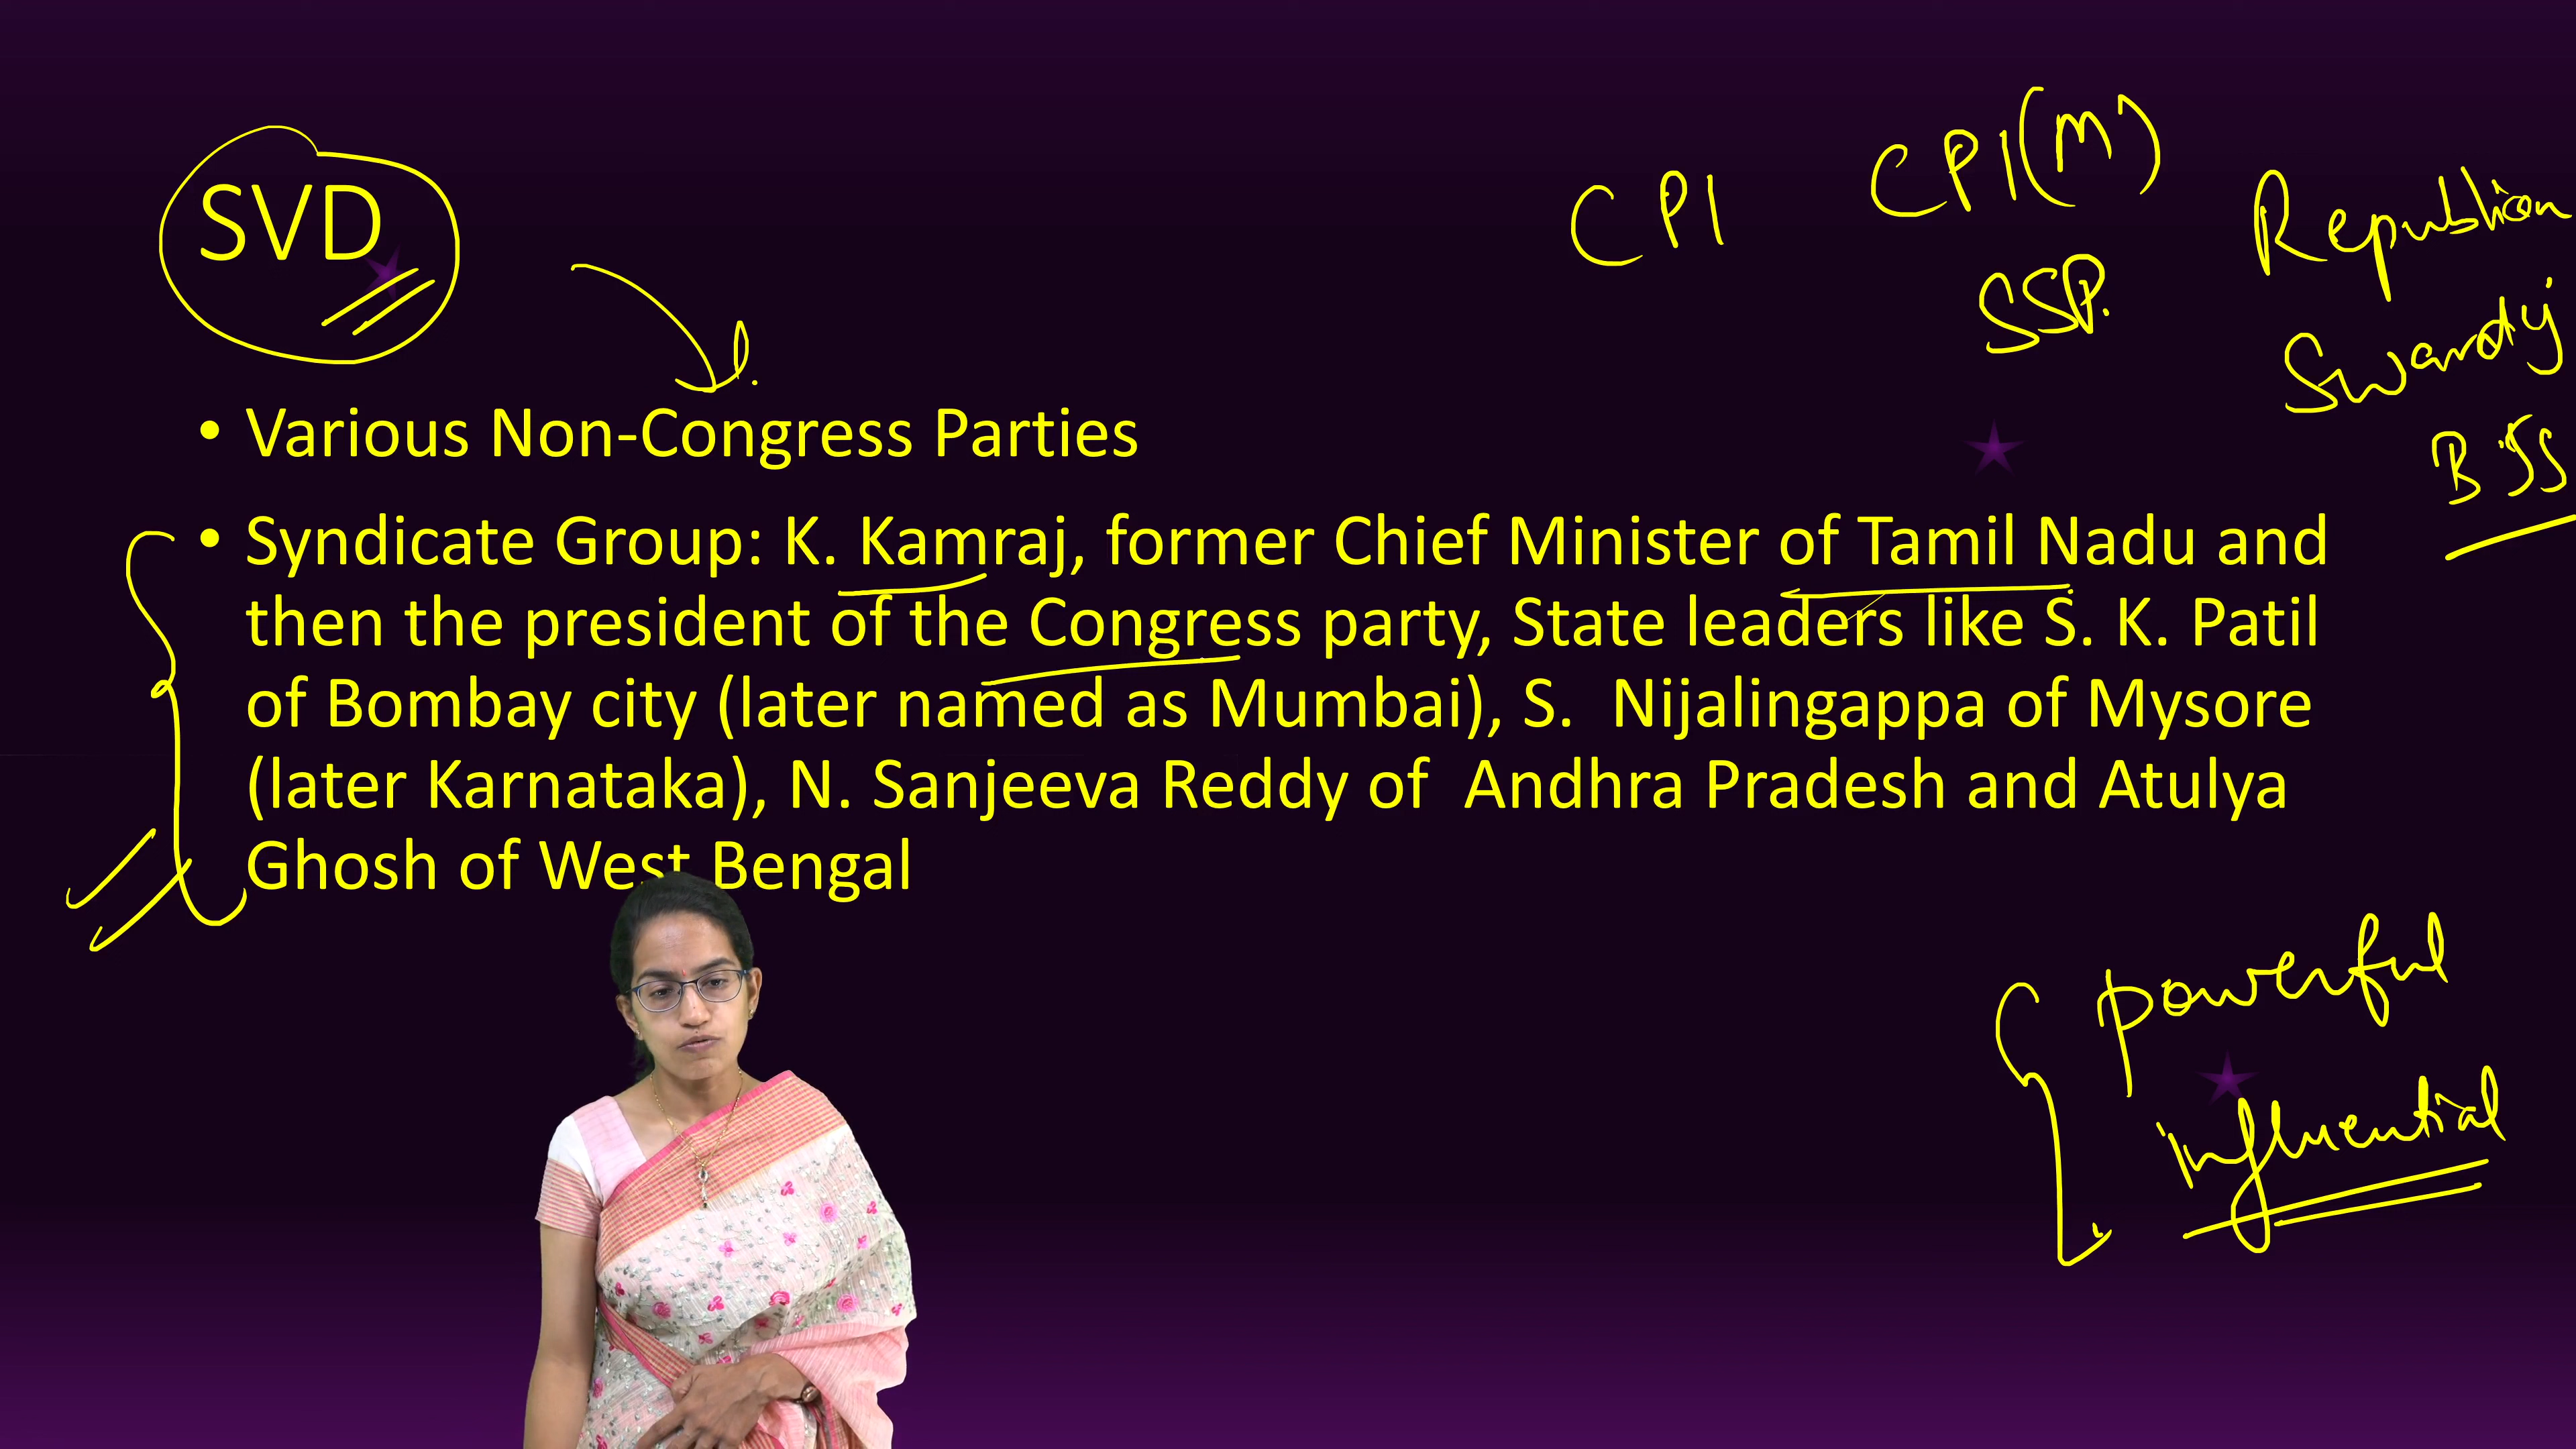 SVD
CPI
CPI(M)
Republican
SSP.
Swarāty
BJS
• Various Non-Congress Parties
• Syndicate Group: K. Kamraj, former Chief Minister of Tamil Nadu and
then the president of the Congress party, State leaders like S. K. Patil
of Bombay city (later named as Mumbai), S. Nijalingappa of Mysore
(later Karnataka), N. Sanjeeva Reddy of Andhra Pradesh and Atulya
Ghosh of West Bengal
powerful
influential